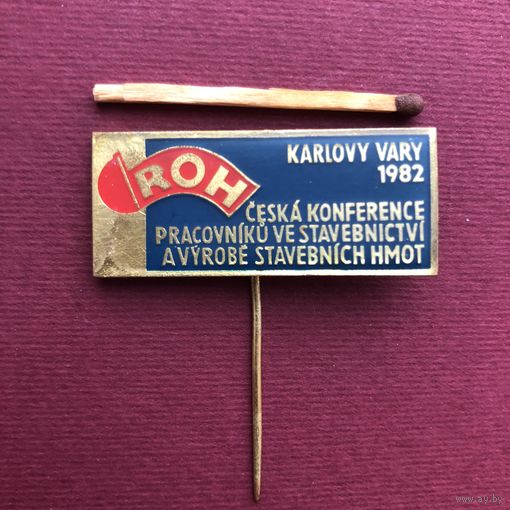 KARLOVY VARY
1982
ROH
ČESKÁ KONFERENCE
PRACOVNÍKŮ VE STAVEBNICTVÍ
A VÝROBĚ STAVEBNÍCH HMOT
www.ay.by